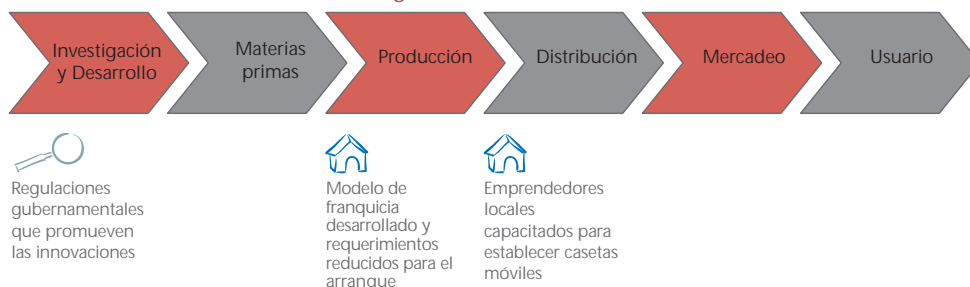 Investigación
y Desarrollo
Materias
primas
Producción
Distribución
Mercadeo
Usuario
Regulaciones
gubernamentales
que promueven
las innovaciones
Modelo de
franquicia
desarrollado y
requerimientos
reducidos para el
arranque
Emprendedores
locales
capacitados para
establecer casetas
móviles